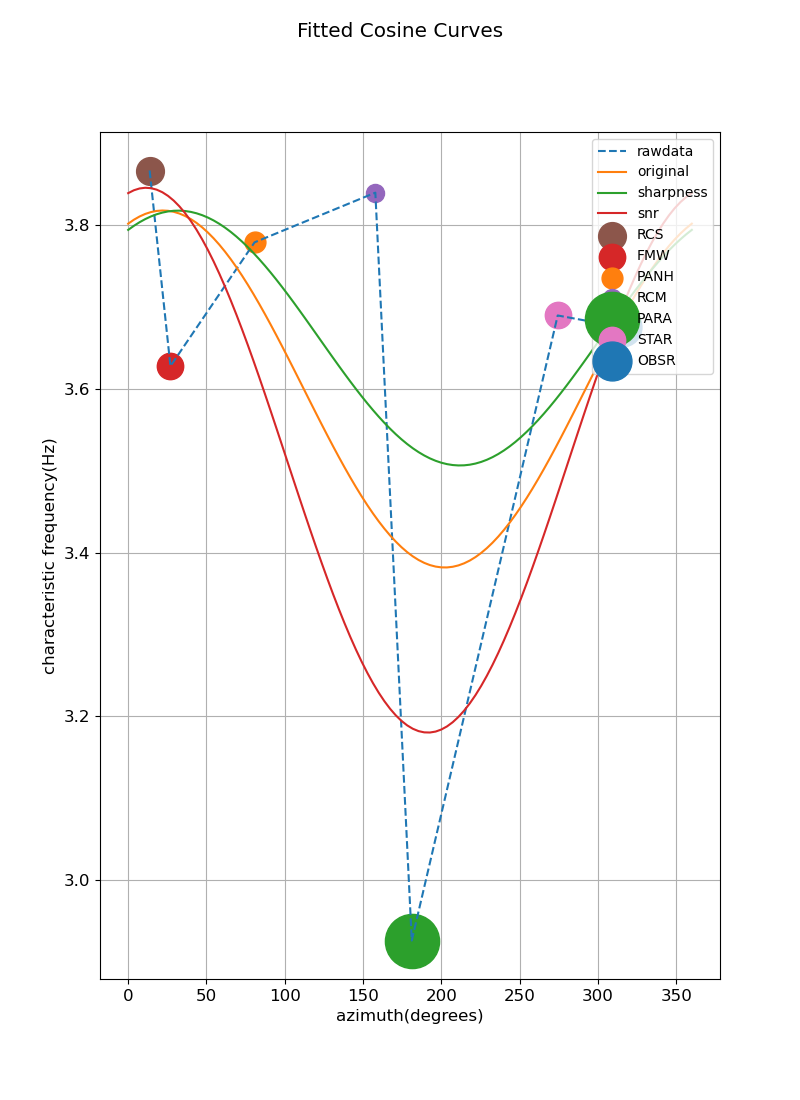 Fitted Cosine Curves
rawdata
original
sharpness
snr
RCS
FMW
PANH
RCM
PARA
STAR
OBSR
3.8
3.6
3.4
3.2
3.0
characteristic frequency(Hz)
0 50 100 150 200 250 300 350
azimuth(degrees)